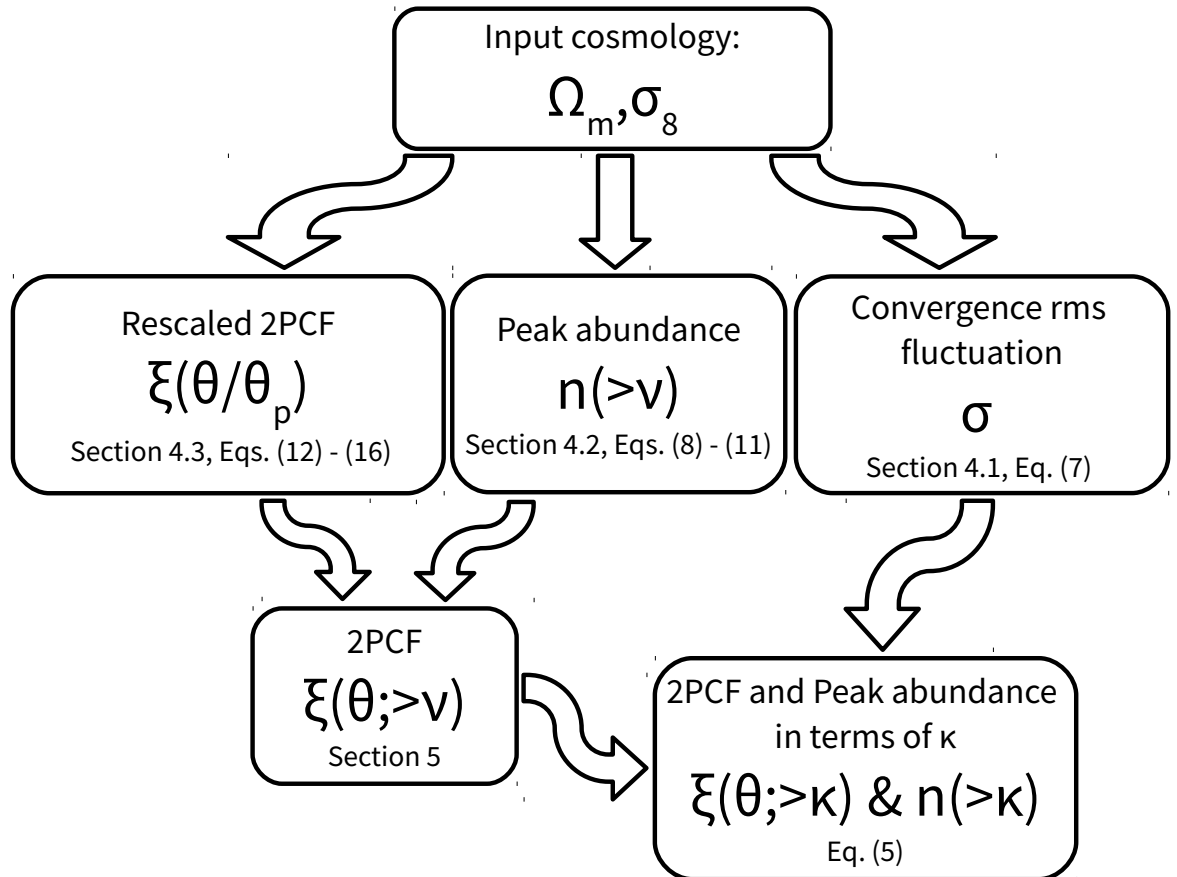 Input cosmology:
Ωm,σ8
Rescaled 2PCF
ξ(θ/θp)
Section 4.3, Eqs. (12) - (16)
Peak abundance
n(>ν)
Section 4.2, Eqs. (8) - (11)
Convergence rms
fluctuation
σ
Section 4.1, Eq. (7)
2PCF
ξ(θ;>ν)
Section 5
2PCF and Peak abundance
in terms of κ
ξ(θ;>κ) & n(>κ)
Eq. (5)